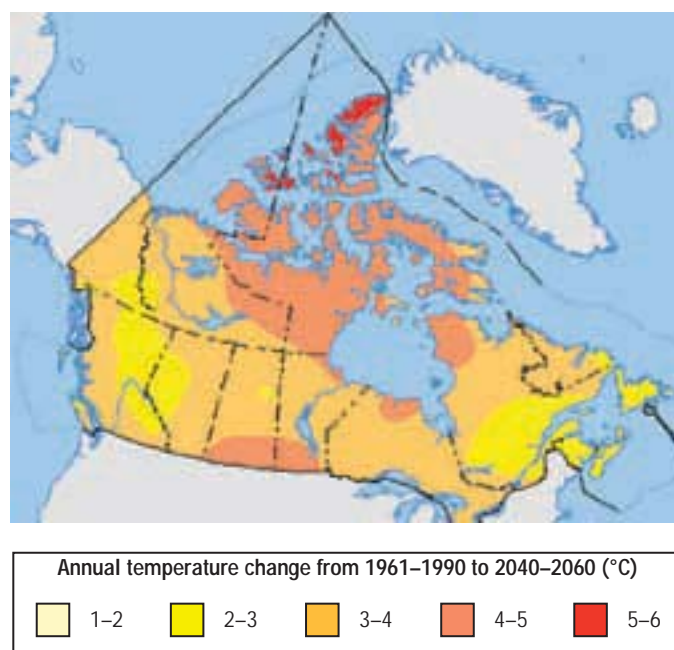 Annual temperature change from 1961–1990 to 2040–2060 (°C)
1–2 2–3 3–4 4–5 5–6